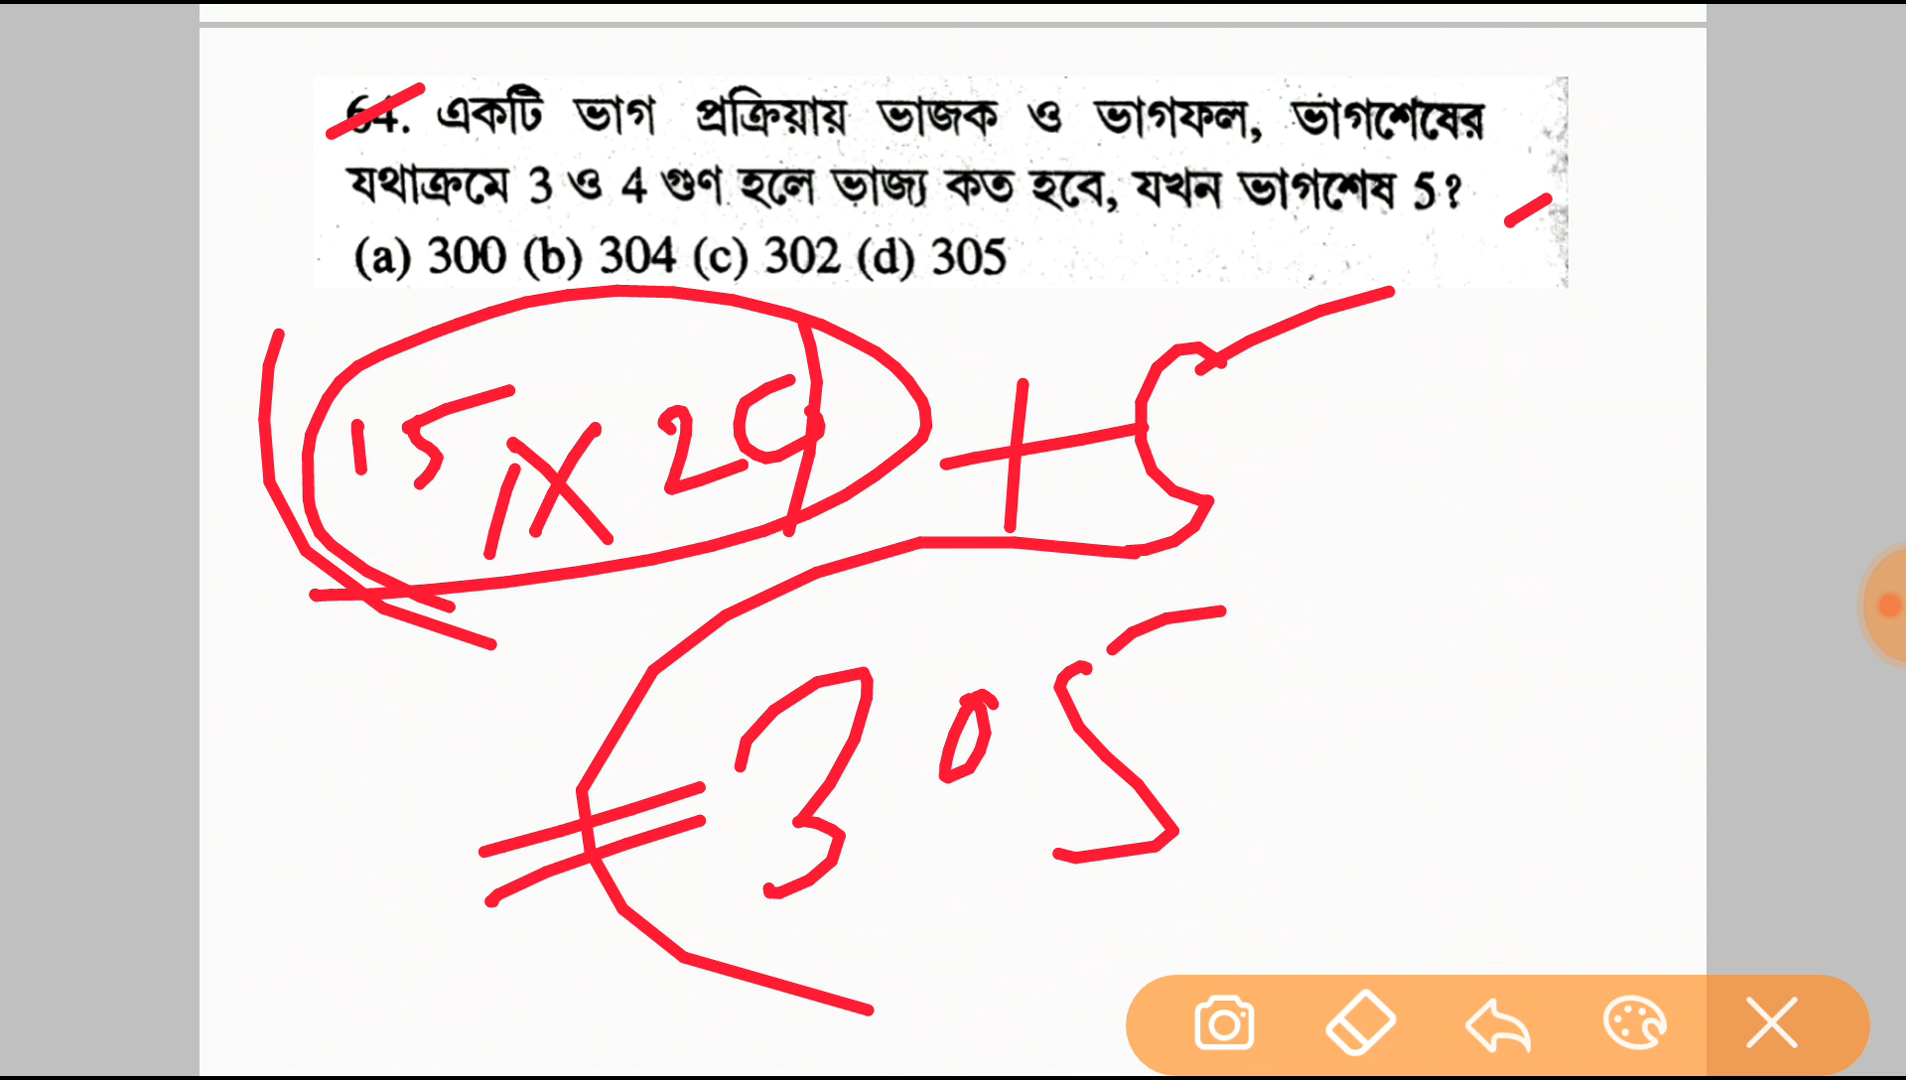 64. একটি ভাগ প্রক্রিয়ায় ভাজক ও ভাগফল, ভাগশেষের
যথাক্রমে 3 ও 4 গুণ হলে ভাজ্য কত হবে, যখন ভাগশেষ 5?
(a) 300 (b) 304 (c) 302 (d) 305
15 × 20 + 5
= 305